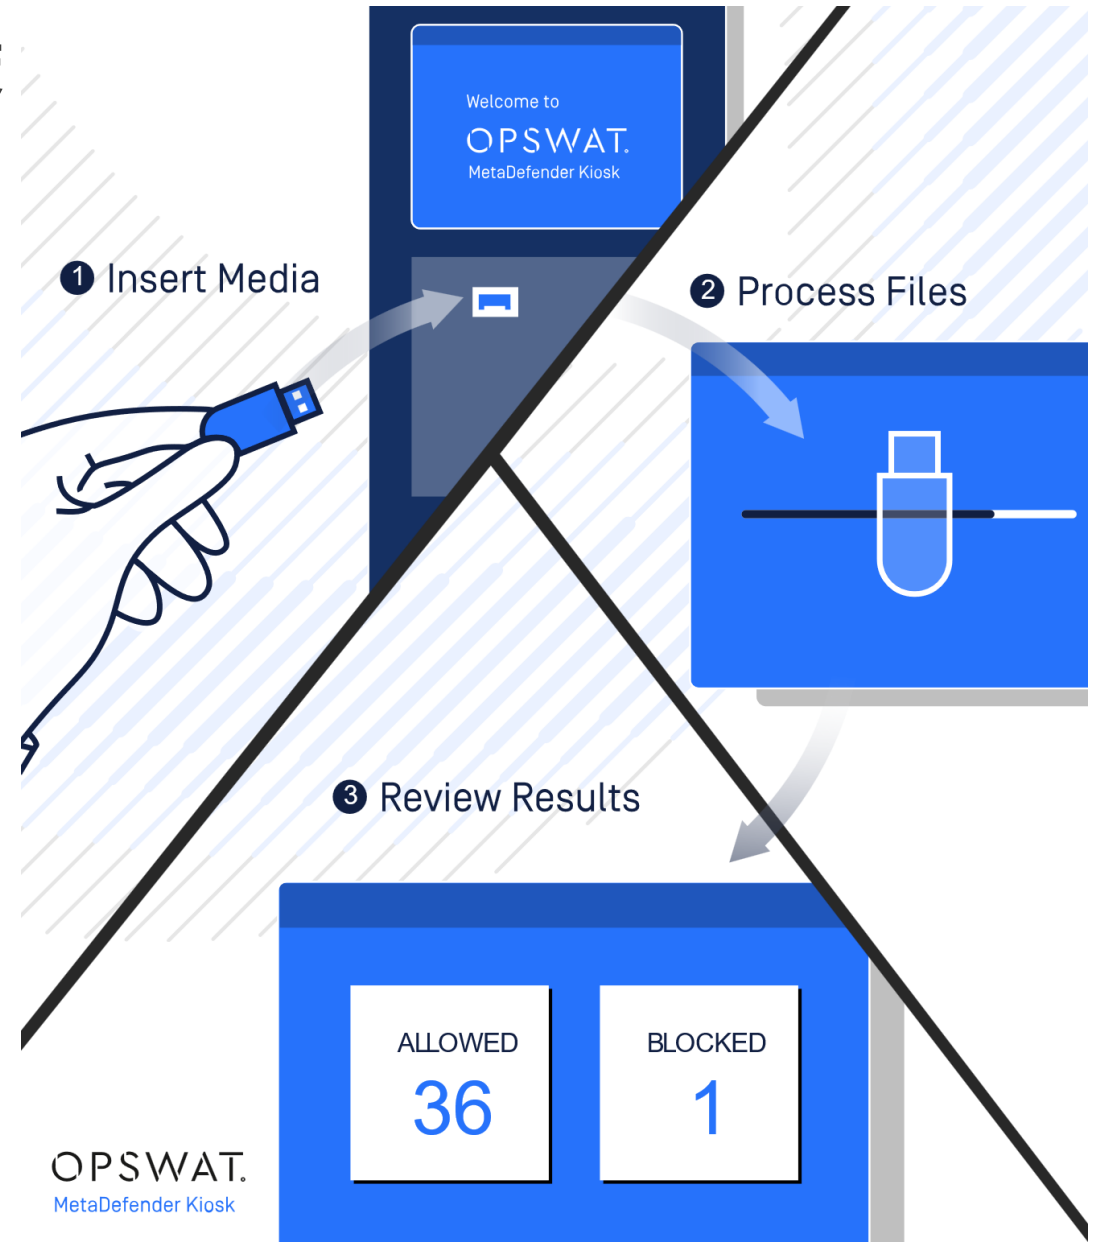 Welcome to
OPSWAT.
MetaDefender Kiosk
1 Insert Media
2 Process Files
3 Review Results
ALLOWED
36
BLOCKED
1
OPSWAT.
MetaDefender Kiosk